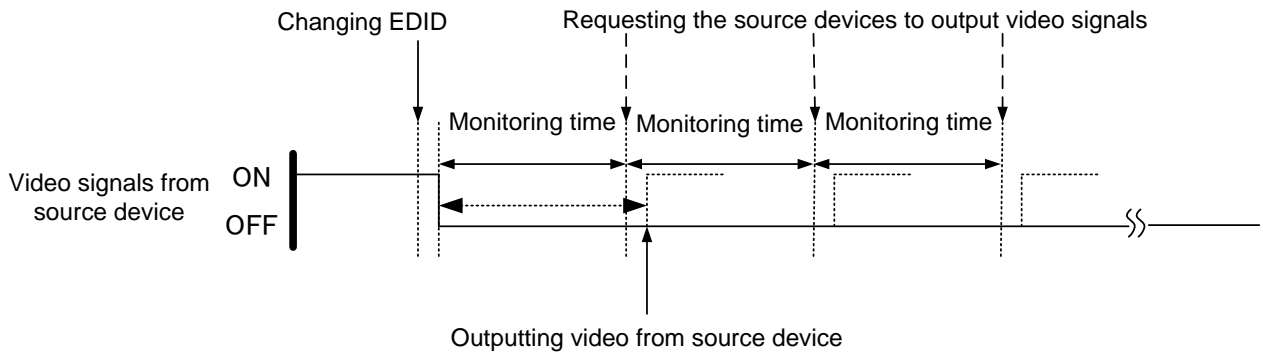 Changing EDID
Requesting the source devices to output video signals
Monitoring time
Monitoring time
Monitoring time
Video signals from
source device
ON
OFF
Outputting video from source device